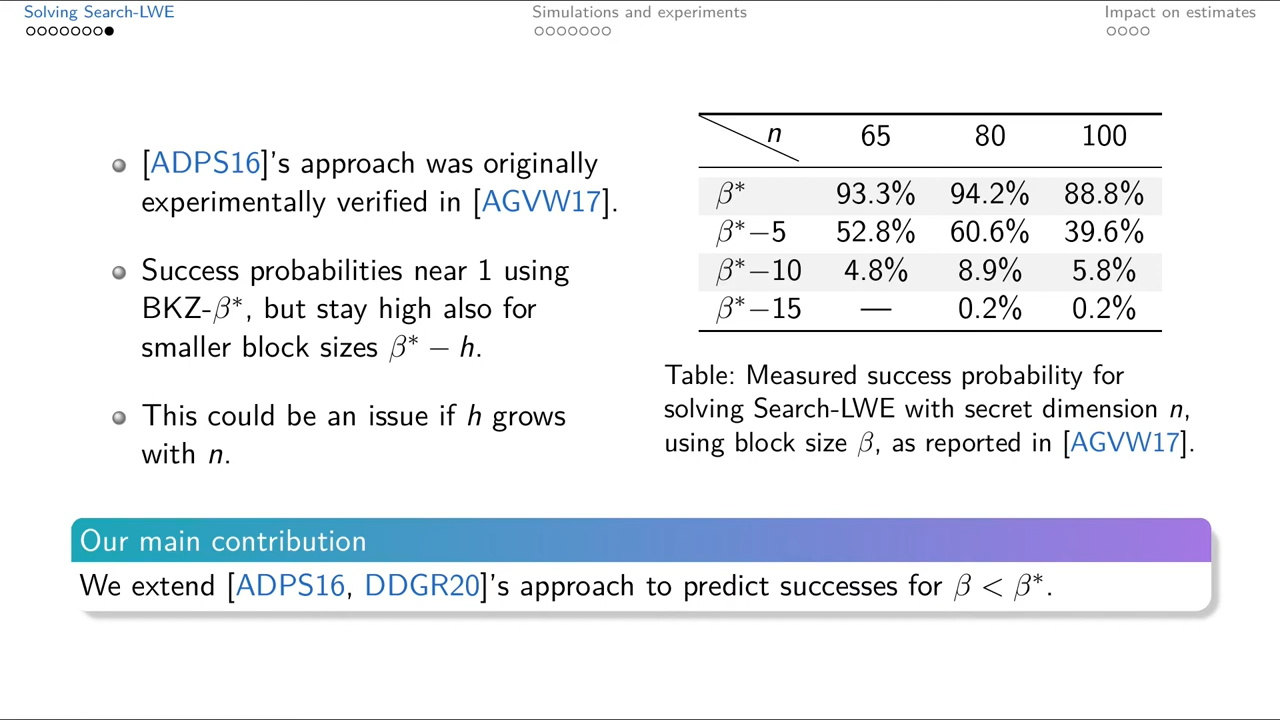 Solving Search-LWE
Simulations and experiments
Impact on estimates
[ADPS16]'s approach was originally
experimentally verified in [AGVW17].
Success probabilities near 1 using
BKZ-β*, but stay high also for
smaller block sizes β* − h.
This could be an issue if h grows
with n.
n 65 80 100
β* 93.3% 94.2% 88.8%
β*−5 52.8% 60.6% 39.6%
β*−10 4.8% 8.9% 5.8%
β*−15 — 0.2% 0.2%
Table: Measured success probability for
solving Search-LWE with secret dimension n,
using block size β, as reported in [AGVW17].
Our main contribution
We extend [ADPS16, DDGR20]'s approach to predict successes for β < β*.